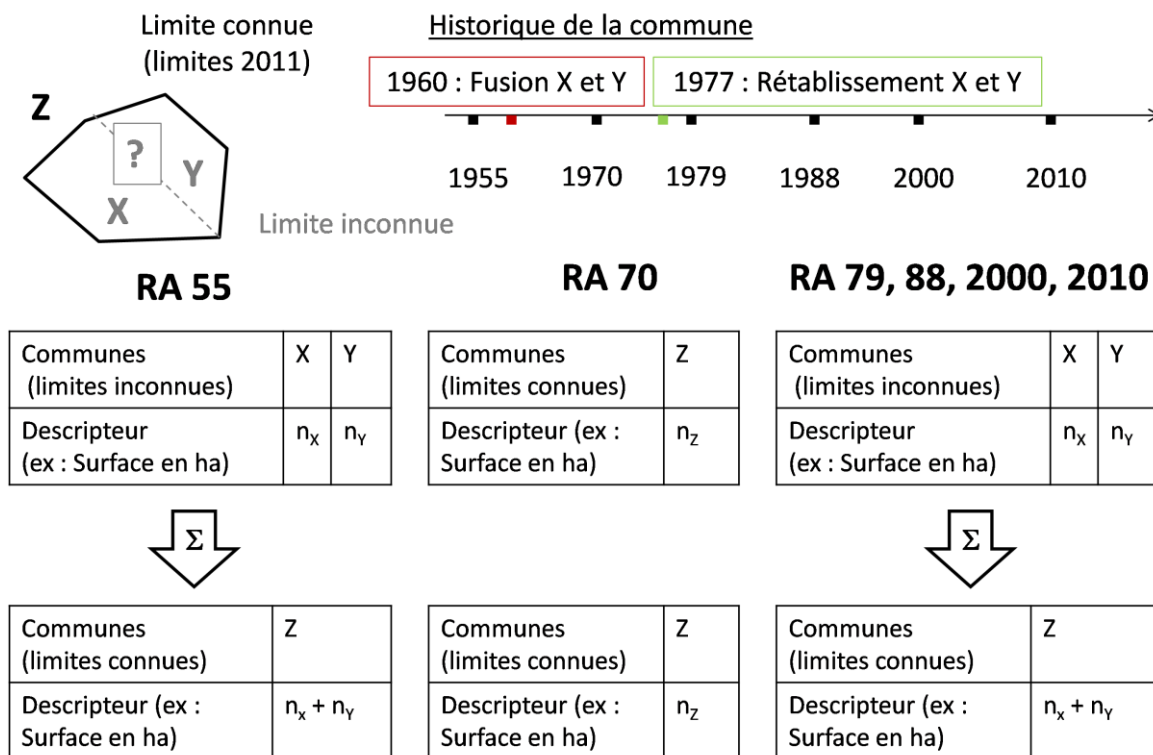 Limite connue
(limites 2011)
Z
?
Y
X
Limite inconnue
Historique de la commune
1960 : Fusion X et Y
1977 : Rétablissement X et Y
1955 1970 1979 1988 2000 2010
RA 55
Communes X Y
(limites inconnues)
Descripteur nX nY
(ex : Surface en ha)
Σ
Communes Z
(limites connues)
Descripteur (ex : nx + nY
Surface en ha)
RA 70
Communes Z
(limites connues)
Descripteur (ex : nZ
Surface en ha)
Communes Z
(limites connues)
Descripteur (ex : nZ
Surface en ha)
RA 79, 88, 2000, 2010
Communes X Y
(limites inconnues)
Descripteur nX nY
(ex : Surface en ha)
Σ
Communes Z
(limites connues)
Descripteur (ex : nx + nY
Surface en ha)